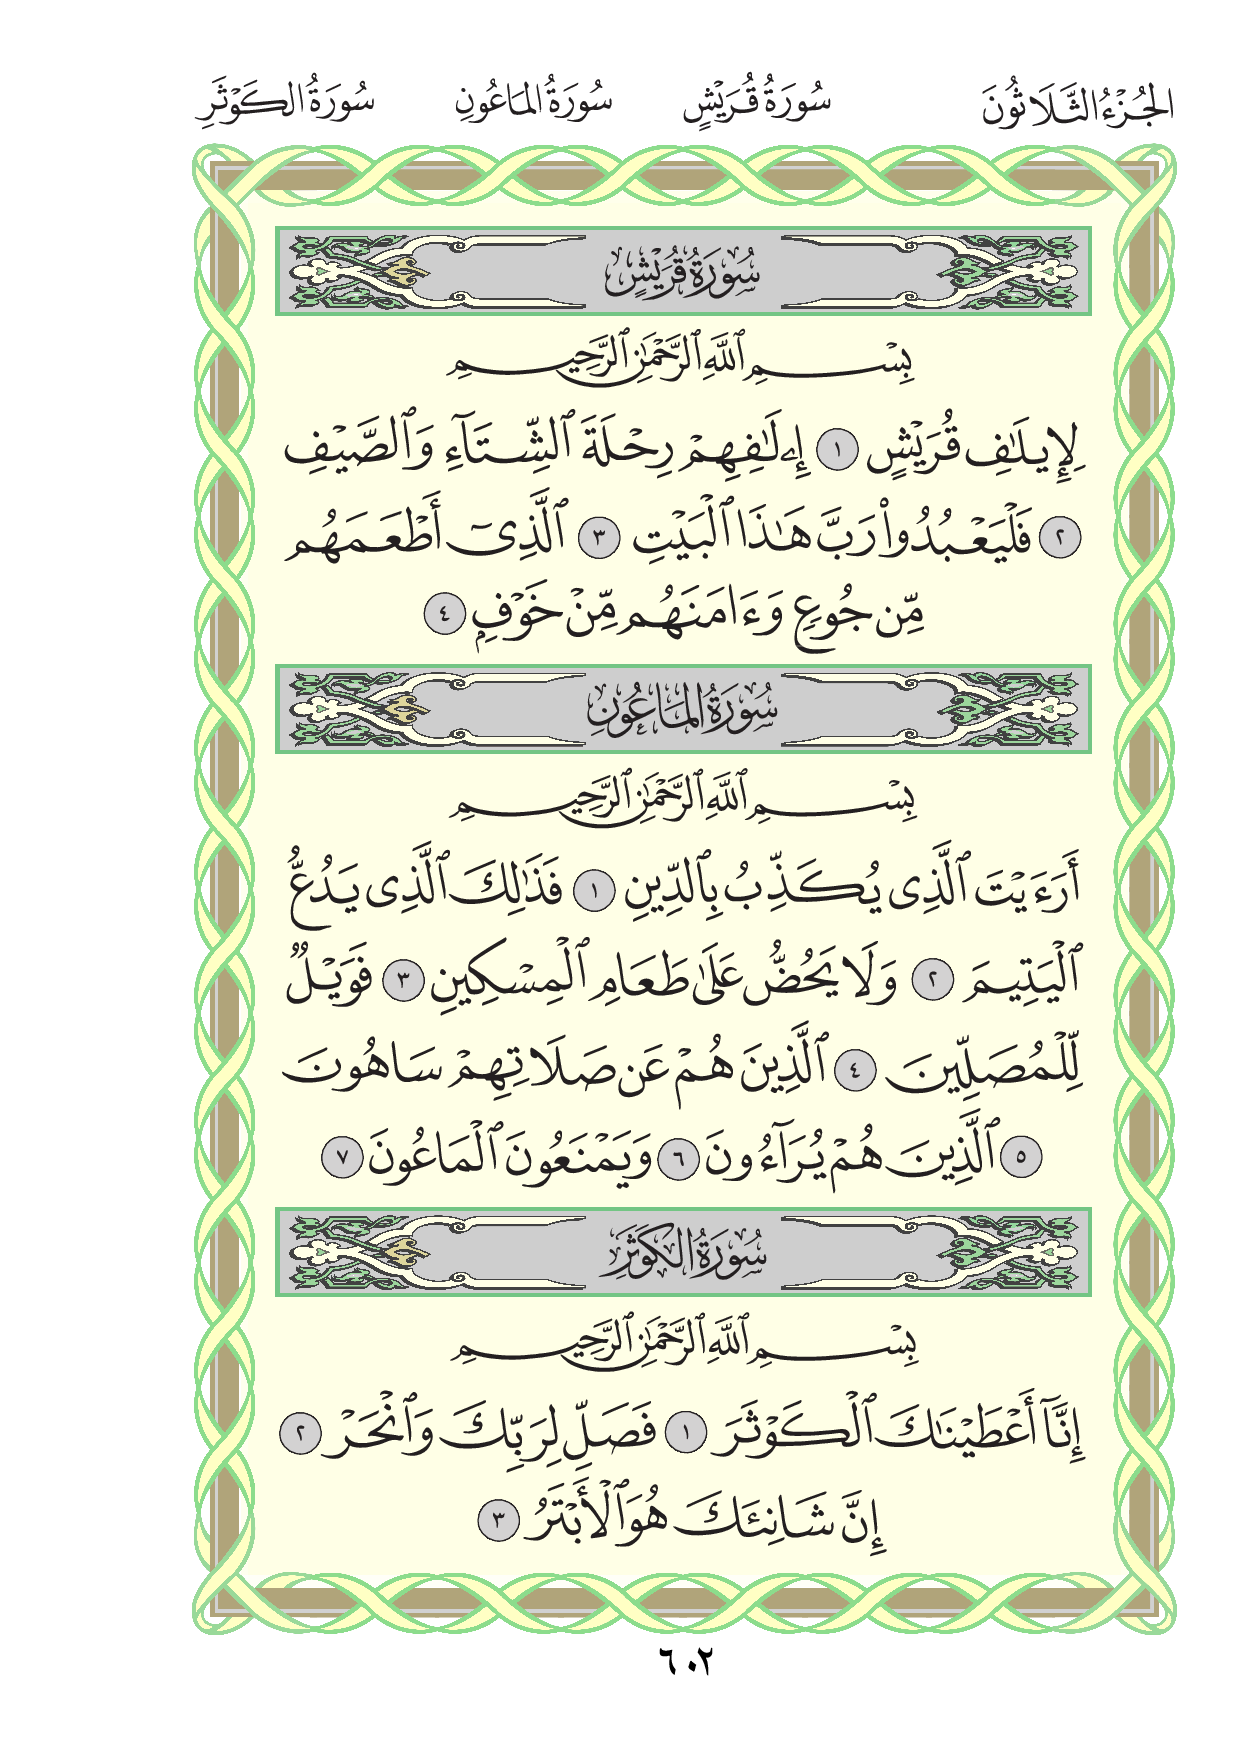 الجُزْءُ الثَّلَاثُونَ سُورَةُ قُرَيْشٍ سُورَةُ المَاعُونِ سُورَةُ الكَوْثَرِ
سُورَةُ قُرَيْشٍ
بِسْمِ ٱللَّهِ ٱلرَّحْمَٰنِ ٱلرَّحِيمِ
لِإِيلَٰفِ قُرَيْشٍ ١ إِۦلَٰفِهِمْ رِحْلَةَ ٱلشِّتَآءِ وَٱلصَّيْفِ
٢ فَلْيَعْبُدُوا۟ رَبَّ هَٰذَا ٱلْبَيْتِ ٣ ٱلَّذِىٓ أَطْعَمَهُم
مِّن جُوعٍ وَءَامَنَهُم مِّنْ خَوْفٍۭ ٤
سُورَةُ المَاعُونِ
بِسْمِ ٱللَّهِ ٱلرَّحْمَٰنِ ٱلرَّحِيمِ
أَرَءَيْتَ ٱلَّذِى يُكَذِّبُ بِٱلدِّينِ ١ فَذَٰلِكَ ٱلَّذِى يَدُعُّ
ٱلْيَتِيمَ ٢ وَلَا يَحُضُّ عَلَىٰ طَعَامِ ٱلْمِسْكِينِ ٣ فَوَيْلٌ
لِّلْمُصَلِّينَ ٤ ٱلَّذِينَ هُمْ عَن صَلَاتِهِمْ سَاهُونَ
٥ ٱلَّذِينَ هُمْ يُرَآءُونَ ٦ وَيَمْنَعُونَ ٱلْمَاعُونَ ٧
سُورَةُ الكَوْثَرِ
بِسْمِ ٱللَّهِ ٱلرَّحْمَٰنِ ٱلرَّحِيمِ
إِنَّآ أَعْطَيْنَٰكَ ٱلْكَوْثَرَ ١ فَصَلِّ لِرَبِّكَ وَٱنْحَرْ ٢
إِنَّ شَانِئَكَ هُوَ ٱلْأَبْتَرُ ٣
٦٠٢